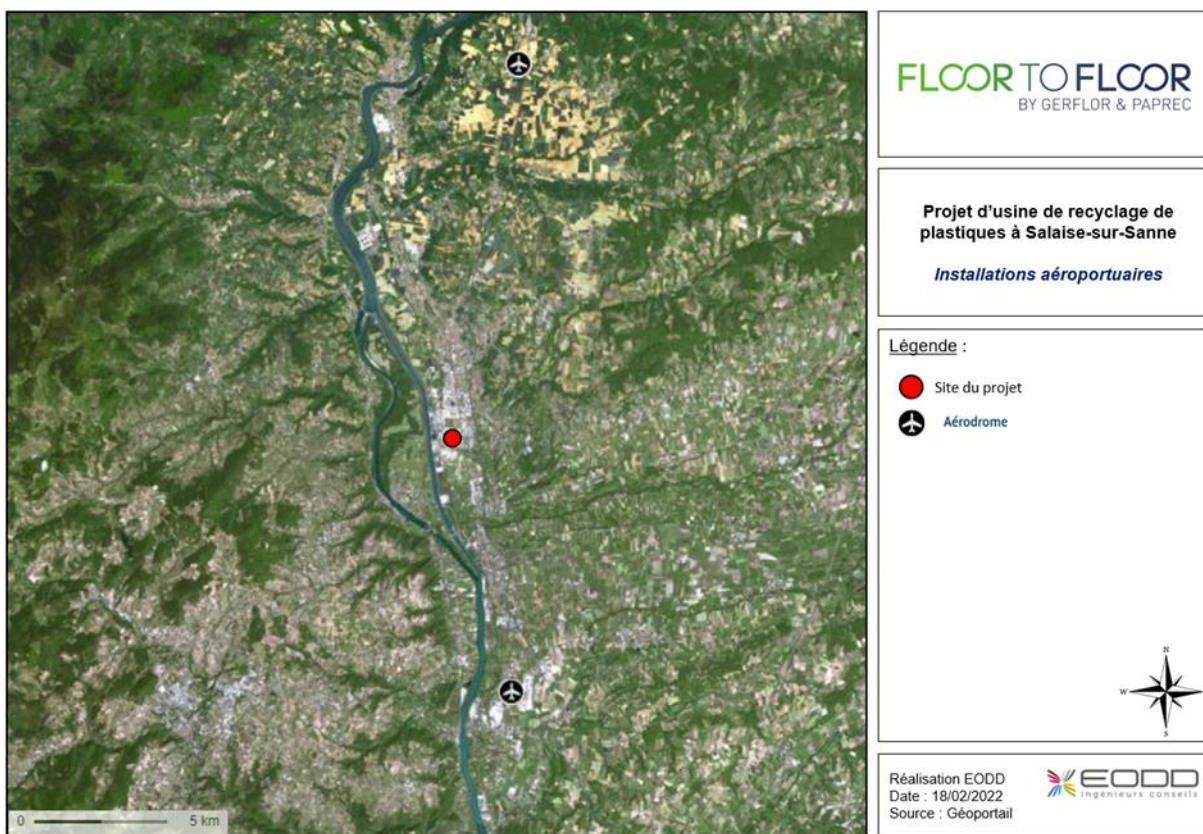 FLOOR TO FLOOR
BY GERFLOR & PAPREC
Projet d'usine de recyclage de
plastiques à Salaise-sur-Sanne
Installations aéroportuaires
Légende :
Site du projet
Aérodrome
N
W
S
0 5 km
Réalisation EODD
Date : 18/02/2022
Source : Géoportail
EODD
ingénieurs conseils